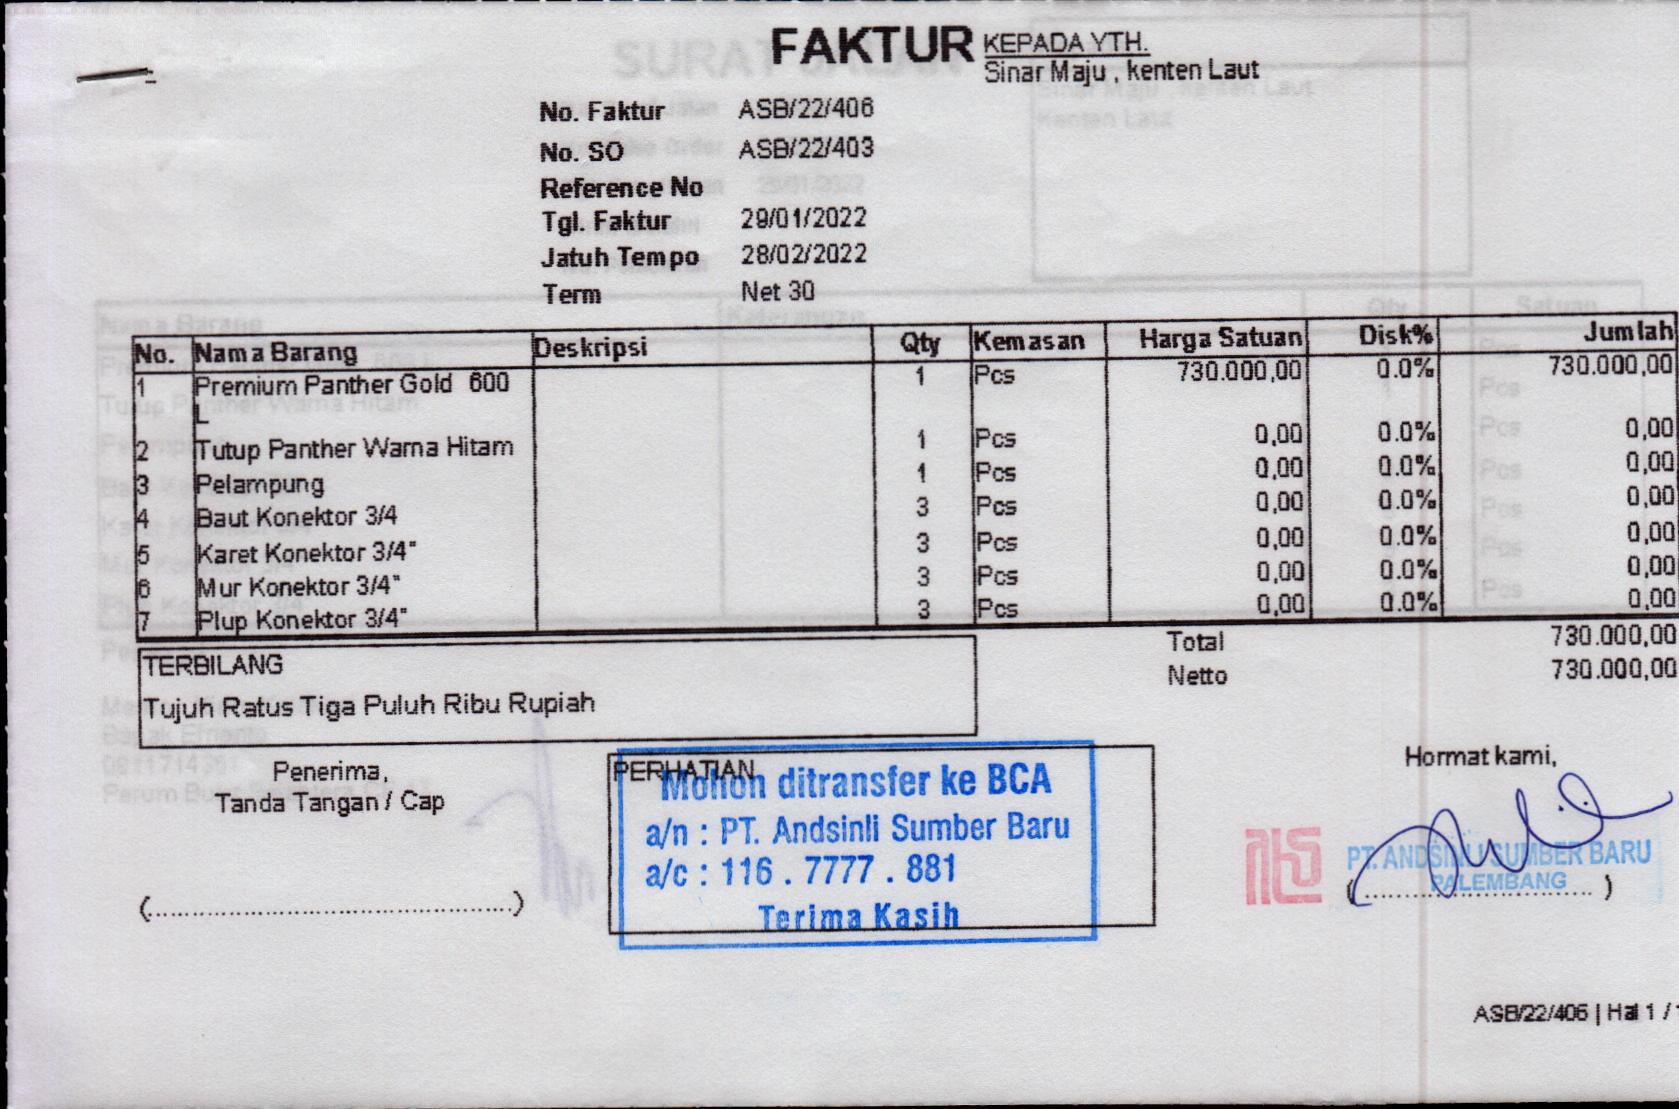 FAKTUR
KEPADA YTH.
Sinar Maju , kenten Laut
No. Faktur ASB/22/406
No. SO ASB/22/403
Reference No
Tgl. Faktur 29/01/2022
Jatuh Tempo 28/02/2022
Term Net 30
No. Nama Barang Deskripsi Qty Kemasan Harga Satuan Disk% Jumlah
1 Premium Panther Gold 600 1 Pcs 730.000,00 0.0% 730.000,00
L
2 Tutup Panther Warna Hitam 1 Pcs 0,00 0.0% 0,00
3 Pelampung 1 Pcs 0,00 0.0% 0,00
4 Baut Konektor 3/4 3 Pcs 0,00 0.0% 0,00
5 Karet Konektor 3/4" 3 Pcs 0,00 0.0% 0,00
6 Mur Konektor 3/4" 3 Pcs 0,00 0.0% 0,00
7 Plup Konektor 3/4" 3 Pcs 0,00 0.0% 0,00
Total 730.000,00
Netto 730.000,00
TERBILANG
Tujuh Ratus Tiga Puluh Ribu Rupiah
Penerima,
Tanda Tangan / Cap
(................................................)
PERHATIAN
Mohon ditransfer ke BCA
a/n : PT. Andsinli Sumber Baru
a/c : 116 . 7777 . 881
Terima Kasih
Hormat kami,
PT. ANDSINLI SUMBER BARU
PALEMBANG
(.............................. )
ASB/22/406 | Hal 1 /